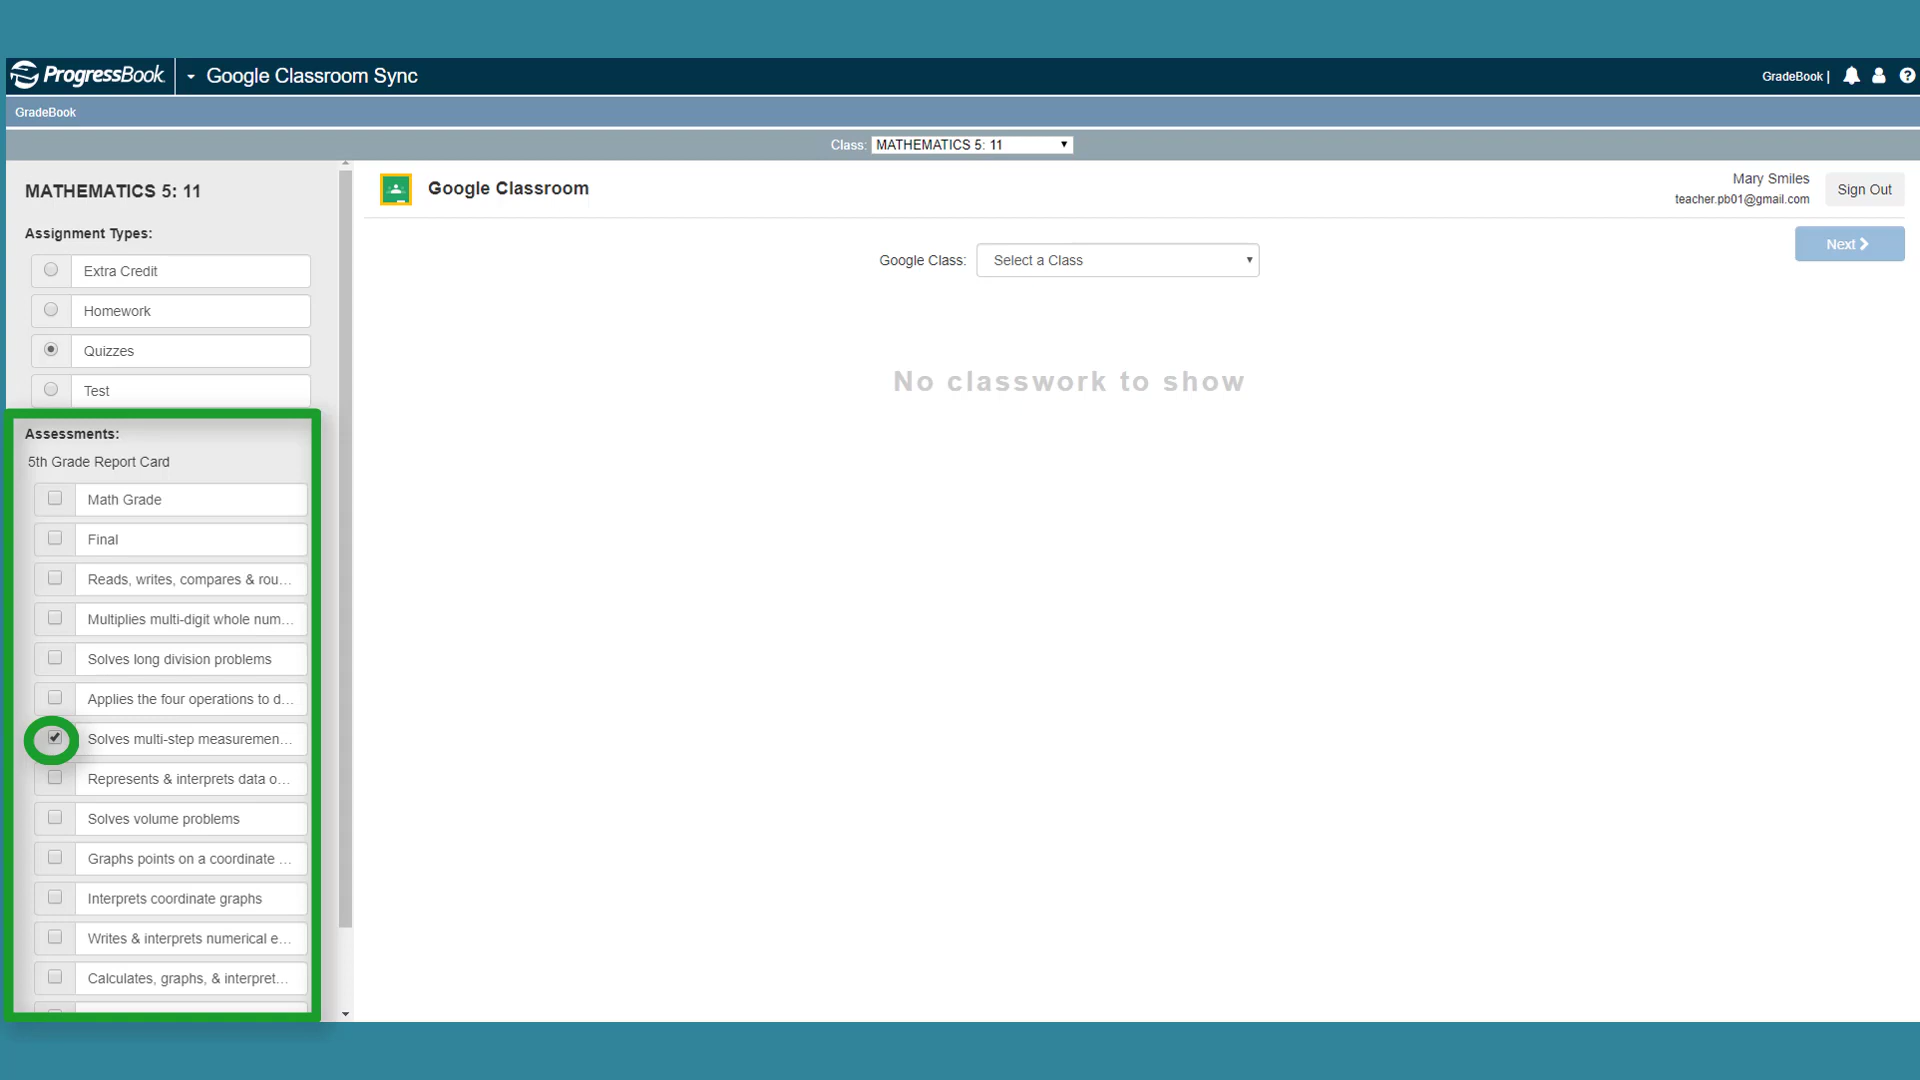 ProgressBook
Google Classroom Sync
GradeBook |
GradeBook
Class: MATHEMATICS 5: 11
MATHEMATICS 5: 11
Assignment Types:
Extra Credit
Homework
Quizzes
Test
Assessments:
5th Grade Report Card
Math Grade
Final
Reads, writes, compares & rou...
Multiplies multi-digit whole num...
Solves long division problems
Applies the four operations to d...
Solves multi-step measuremen...
Represents & interprets data o...
Solves volume problems
Graphs points on a coordinate ...
Interprets coordinate graphs
Writes & interprets numerical e...
Calculates, graphs, & interpret...
Google Classroom
Mary Smiles
teacher.pb01@gmail.com
Sign Out
Next
Google Class: Select a Class
No classwork to show